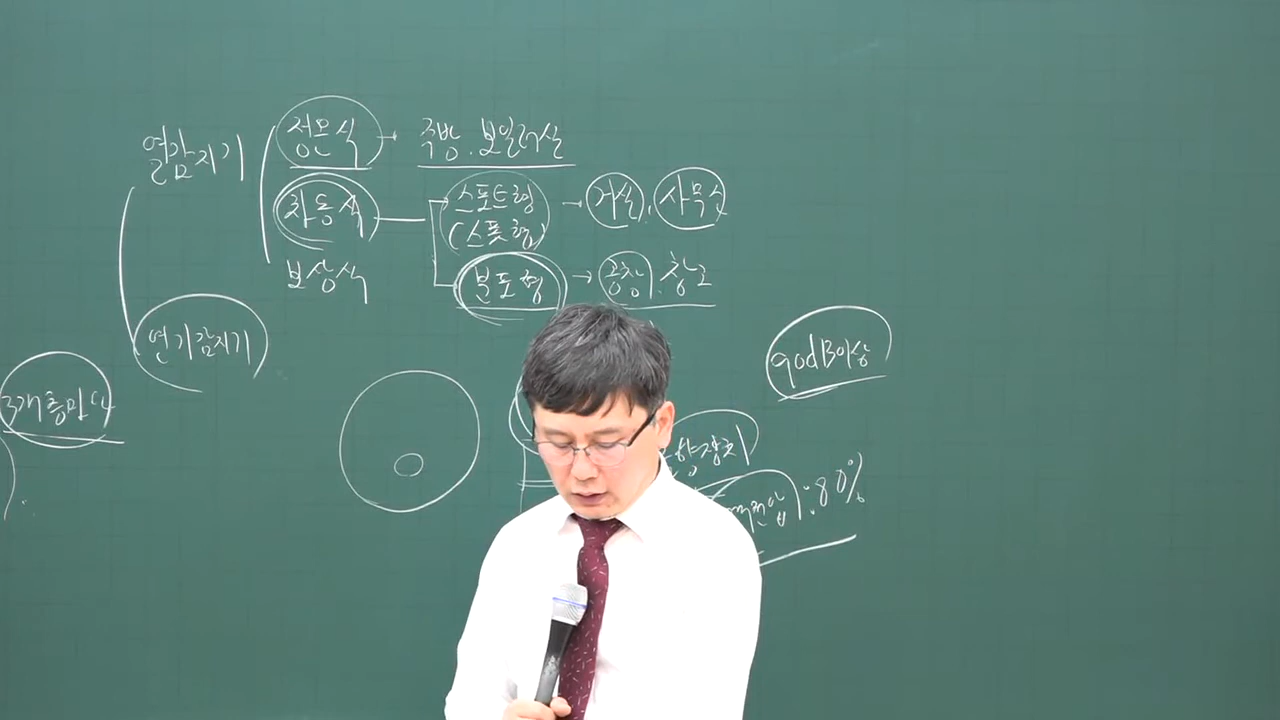 열감지기
정온식 → 주방. 보일러실
차동식
스포트형 → 거실, 사무실
(스폿형)
분포형 → 공장. 창고
보상식
연기감지기
90dB이상
3개층마다
향장치
격전압 : 80%